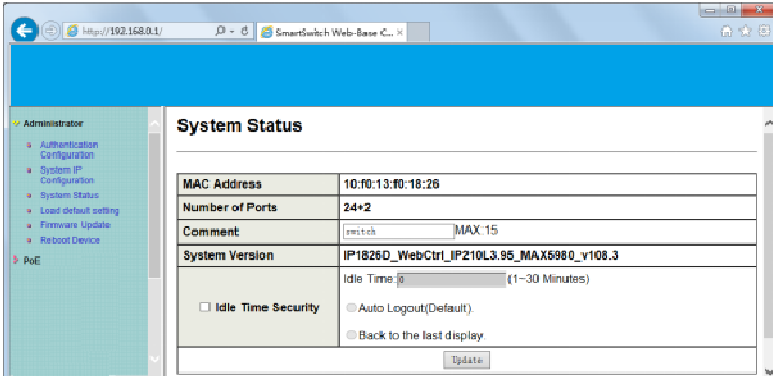 http://192.168.0.1/
SmartSwitch Web-Base C...
Administrator
Authentication
Configuration
System IP
Configuration
System Status
Load default setting
Firmware Update
Reboot Device
PoE
System Status
MAC Address 10:f0:13:f0:18:26
Number of Ports 24+2
Comment switch MAX:15
System Version IP1826D_WebCtrl_IP210L3.95_MAX5980_v108.3
Idle Time Security
Idle Time: 0 (1~30 Minutes)
Auto Logout(Default).
Back to the last display.
Update